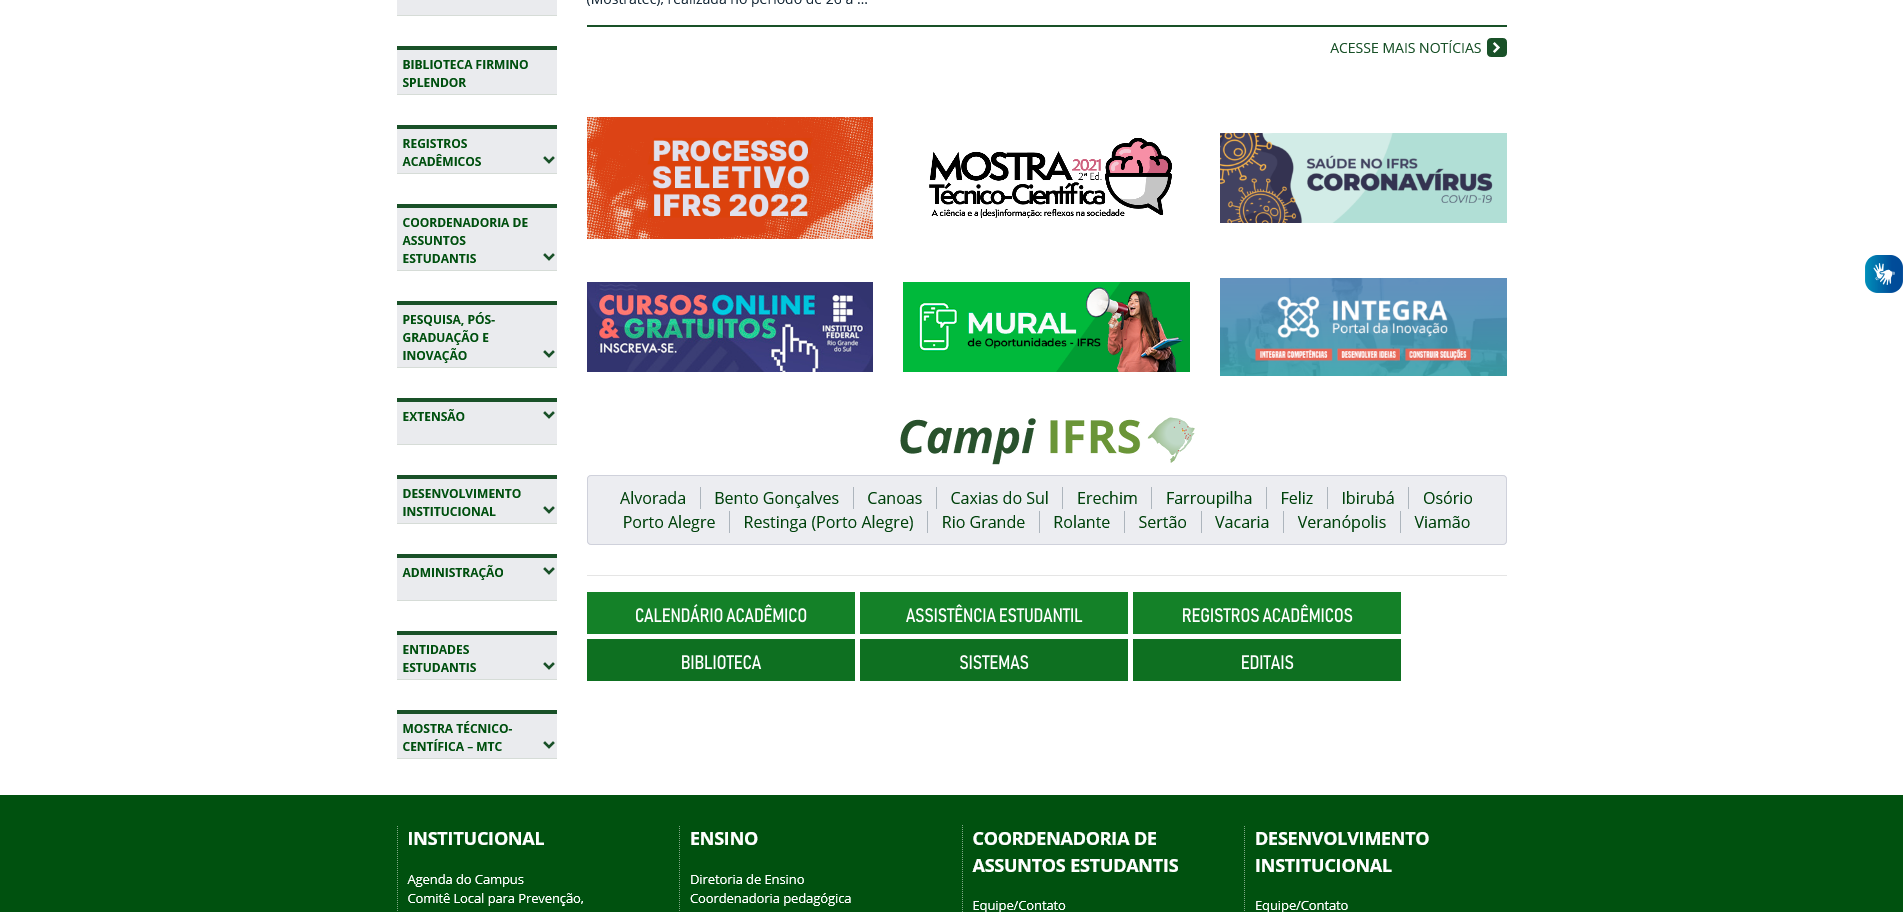 (Mostratec), realizada no período de 26 a ...
ACESSE MAIS NOTÍCIAS
BIBLIOTECA FIRMINO
SPLENDOR
REGISTROS
ACADÊMICOS
COORDENADORIA DE
ASSUNTOS
ESTUDANTIS
PESQUISA, PÓS-
GRADUAÇÃO E
INOVAÇÃO
EXTENSÃO
DESENVOLVIMENTO
INSTITUCIONAL
ADMINISTRAÇÃO
ENTIDADES
ESTUDANTIS
MOSTRA TÉCNICO-
CENTÍFICA – MTC
PROCESSO
SELETIVO
IFRS 2022
MOSTRA 2021
2ª Ed.
Técnico-Científica
A ciência e a (des)informação: reflexos na sociedade
SAÚDE NO IFRS
CORONAVÍRUS
COVID-19
CURSOS ONLINE
& GRATUITOS
INSCREVA-SE.
INSTITUTO
FEDERAL
Rio Grande
do Sul
MURAL
de Oportunidades - IFRS
INTEGRA
Portal da Inovação
INTEGRAR COMPETÊNCIAS DESENVOLVER IDEIAS CONSTRUIR SOLUÇÕES
Campi IFRS
Alvorada Bento Gonçalves Canoas Caxias do Sul Erechim Farroupilha Feliz Ibirubá Osório
Porto Alegre Restinga (Porto Alegre) Rio Grande Rolante Sertão Vacaria Veranópolis Viamão
CALENDÁRIO ACADÊMICO ASSISTÊNCIA ESTUDANTIL REGISTROS ACADÊMICOS
BIBLIOTECA SISTEMAS EDITAIS
INSTITUCIONAL
Agenda do Campus
Comitê Local para Prevenção,
ENSINO
Diretoria de Ensino
Coordenadoria pedagógica
COORDENADORIA DE
ASSUNTOS ESTUDANTIS
Equipe/Contato
DESENVOLVIMENTO
INSTITUCIONAL
Equipe/Contato